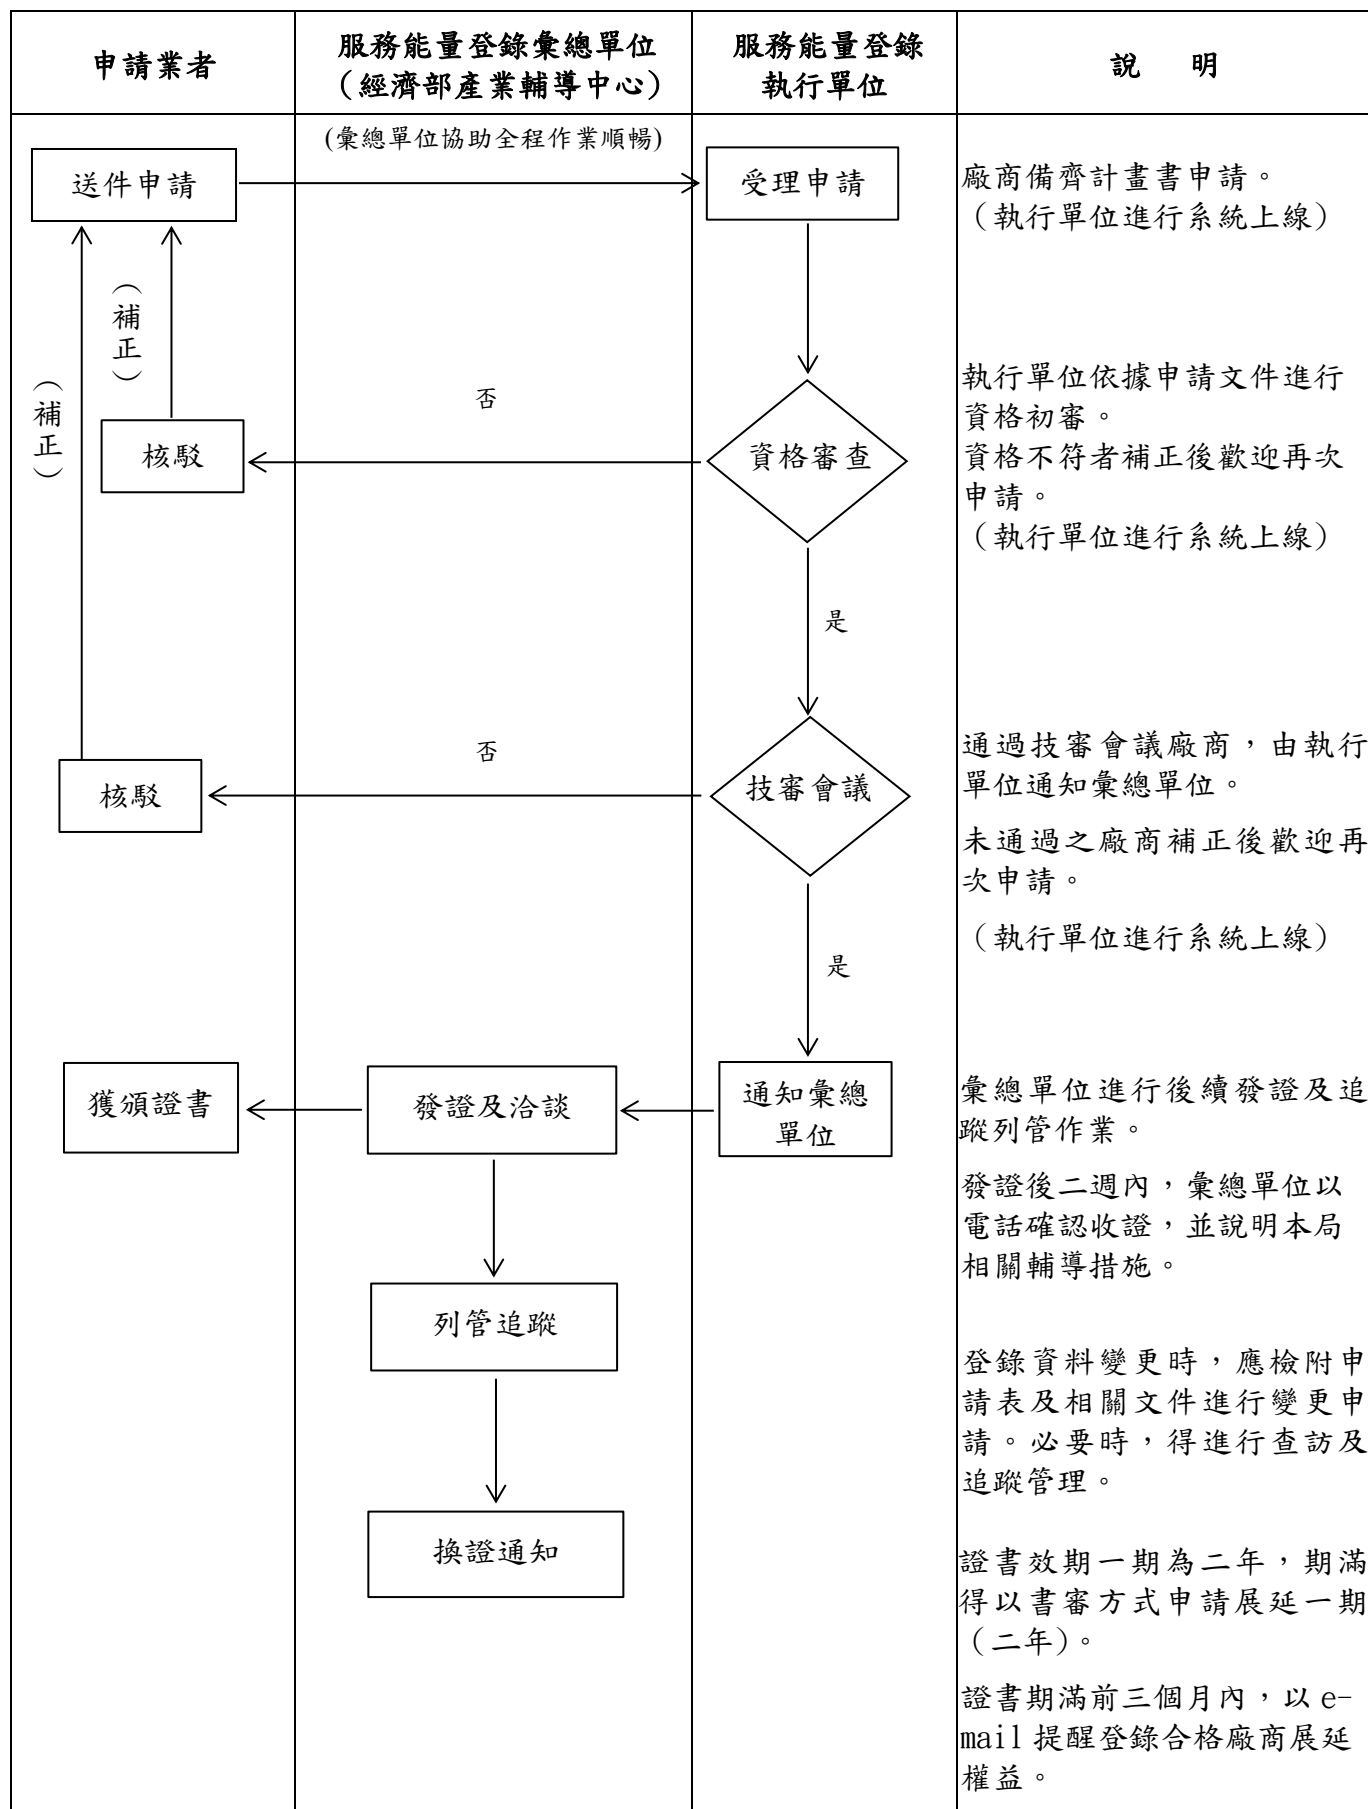 申請業者
服務能量登錄彙總單位
（經濟部產業輔導中心）
服務能量登錄
執行單位
說　明
(彙總單位協助全程作業順暢)
送件申請
受理申請
廠商備齊計畫書申請。
（執行單位進行系統上線）
（補正）
（補正）
否
核駁
資格審查
執行單位依據申請文件進行
資格初審。
資格不符者補正後歡迎再次
申請。
（執行單位進行系統上線）
是
否
核駁
技審會議
通過技審會議廠商，由執行
單位通知彙總單位。
未通過之廠商補正後歡迎再
次申請。
（執行單位進行系統上線）
是
獲頒證書
發證及洽談
通知彙總
單位
彙總單位進行後續發證及追
蹤列管作業。
發證後二週內，彙總單位以
電話確認收證，並說明本局
相關輔導措施。
列管追蹤
登錄資料變更時，應檢附申
請表及相關文件進行變更申
請。必要時，得進行查訪及
追蹤管理。
換證通知
證書效期一期為二年，期滿
得以書審方式申請展延一期
（二年）。
證書期滿前三個月內，以 e-
mail 提醒登錄合格廠商展延
權益。